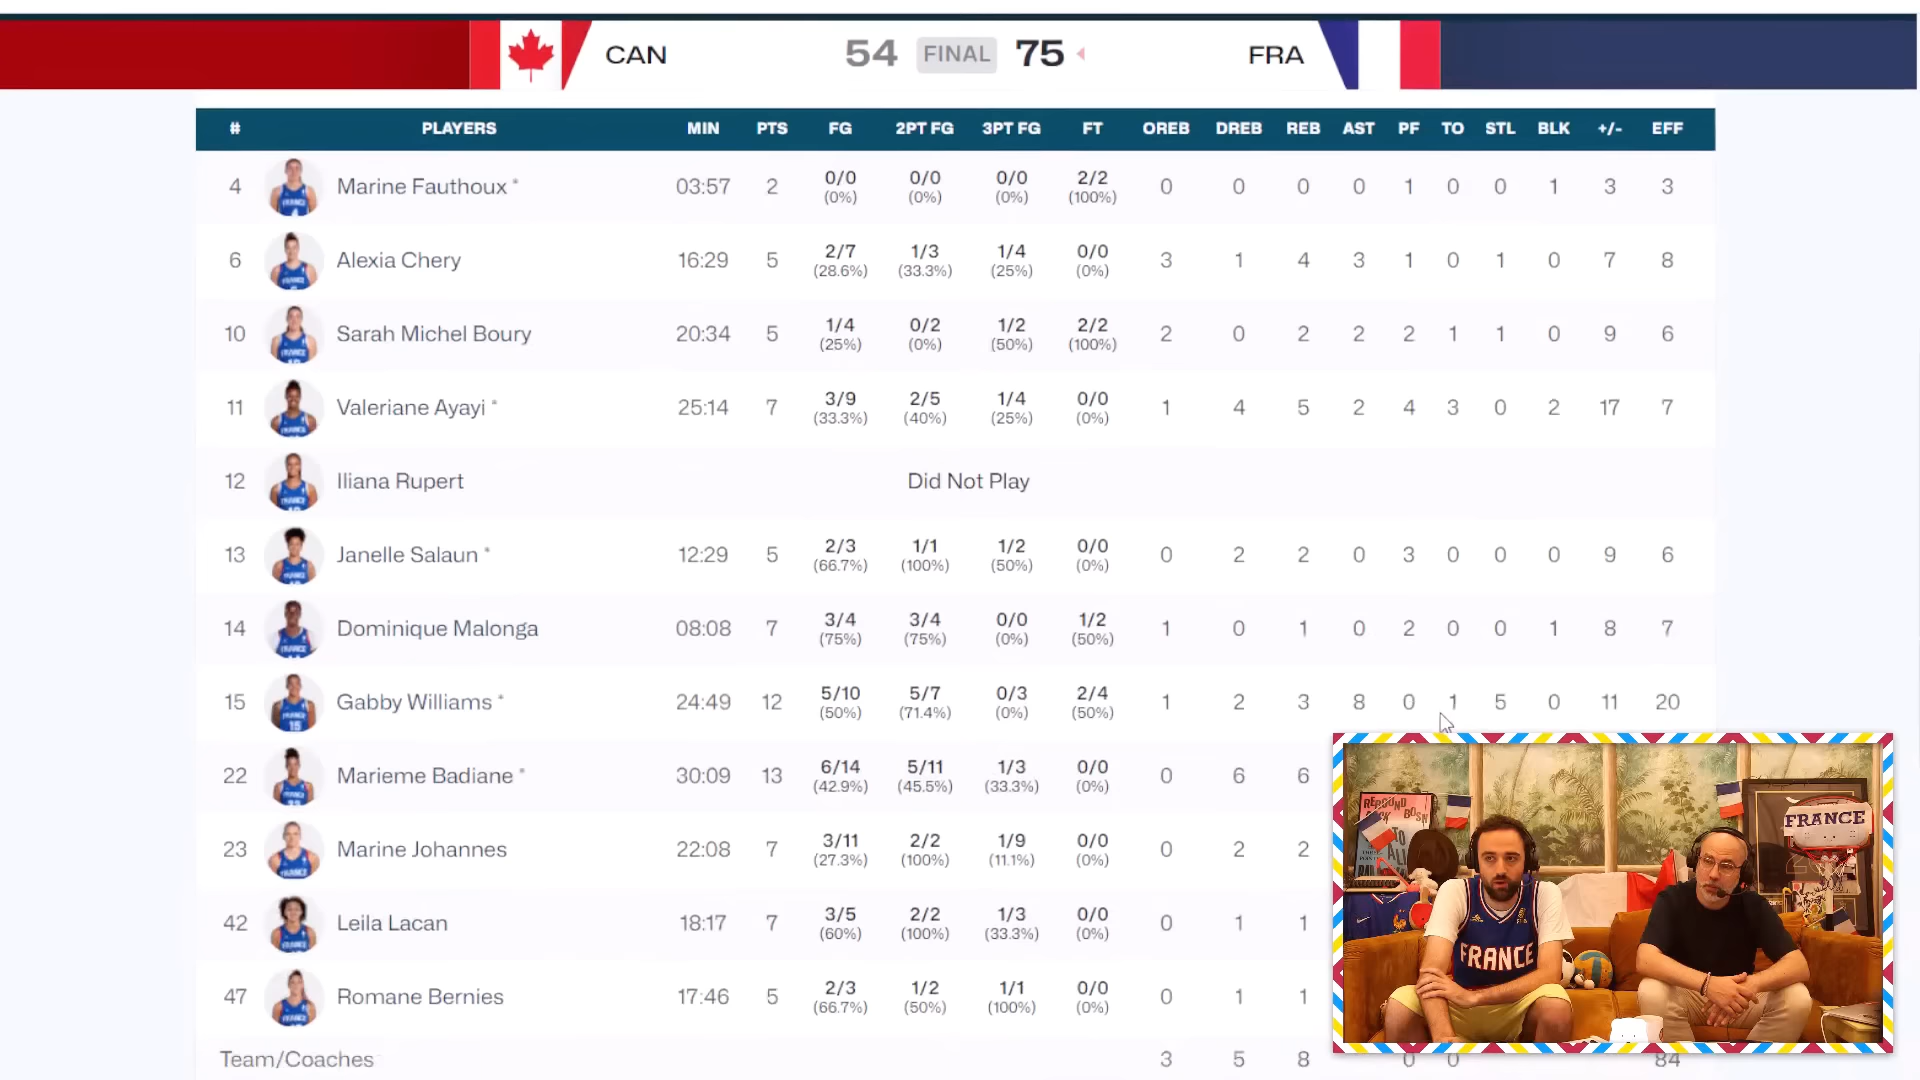 CAN 54 FINAL 75 FRA
# PLAYERS MIN PTS FG 2PT FG 3PT FG FT OREB DREB REB AST PF TO STL BLK +/- EFF
4 Marine Fauthoux * 03:57 2 0/0 0/0 0/0 2/2 0 0 0 0 1 0 0 1 3 3
(0%) (0%) (0%) (100%)
6 Alexia Chery 16:29 5 2/7 1/3 1/4 0/0 3 1 4 3 1 0 1 0 7 8
(28.6%) (33.3%) (25%) (0%)
10 Sarah Michel Boury 20:34 5 1/4 0/2 1/2 2/2 2 0 2 2 2 1 1 0 9 6
(25%) (0%) (50%) (100%)
11 Valeriane Ayayi * 25:14 7 3/9 2/5 1/4 0/0 1 4 5 2 4 3 0 2 17 7
(33.3%) (40%) (25%) (0%)
12 Iliana Rupert Did Not Play
13 Janelle Salaun * 12:29 5 2/3 1/1 1/2 0/0 0 2 2 0 3 0 0 0 9 6
(66.7%) (100%) (50%) (0%)
14 Dominique Malonga 08:08 7 3/4 3/4 0/0 1/2 1 0 1 0 2 0 0 1 8 7
(75%) (75%) (0%) (50%)
15 Gabby Williams * 24:49 12 5/10 5/7 0/3 2/4 1 2 3 8 0 1 5 0 11 20
(50%) (71.4%) (0%) (50%)
22 Marieme Badiane * 30:09 13 6/14 5/11 1/3 0/0 0 6 6
(42.9%) (45.5%) (33.3%) (0%)
23 Marine Johannes 22:08 7 3/11 2/2 1/9 0/0 0 2 2
(27.3%) (100%) (11.1%) (0%)
42 Leila Lacan 18:17 7 3/5 2/2 1/3 0/0 0 1 1
(60%) (100%) (33.3%) (0%)
47 Romane Bernies 17:46 5 2/3 1/2 1/1 0/0 0 1 1
(66.7%) (50%) (100%) (0%)
Team/Coaches 3 5 8 0 0 84
FRANCE
FRANCE